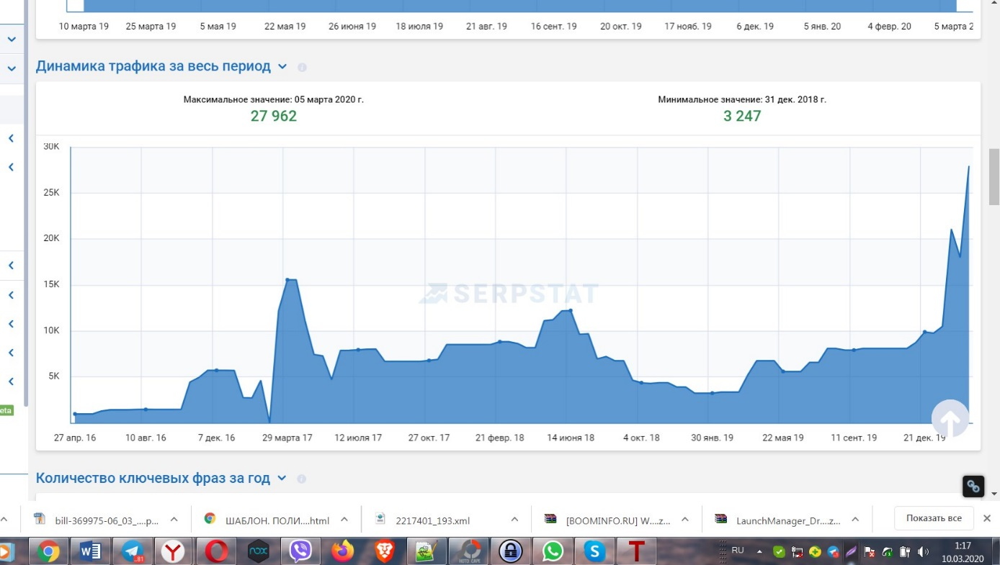 10 марта 19 25 марта 19 5 мая 19 22 мая 19 26 июня 19 18 июля 19 21 авг. 19 16 сент. 19 20 окт. 19 17 нояб. 19 6 дек. 19 5 янв. 20 4 февр. 20 5 марта 2
Динамика трафика за весь период
Максимальное значение: 05 марта 2020 г.
27 962
Минимальное значение: 31 дек. 2018 г.
3 247
30K
25K
20K
15K
10K
5K
SERPSTAT
27 апр. 16 10 авг. 16 7 дек. 16 29 марта 17 12 июля 17 27 окт. 17 21 февр. 18 14 июня 18 4 окт. 18 30 янв. 19 22 мая 19 11 сент. 19 21 дек. 19
eta
Количество ключевых фраз за год
bill-369975-06_03_....p... ШАБЛОН. ПОЛИ....html 2217401_193.xml [BOOMINFO.RU] W....z... LaunchManager_Dr....z... Показать все
W .81 Y nox S T RU 1:17
10.03.2020